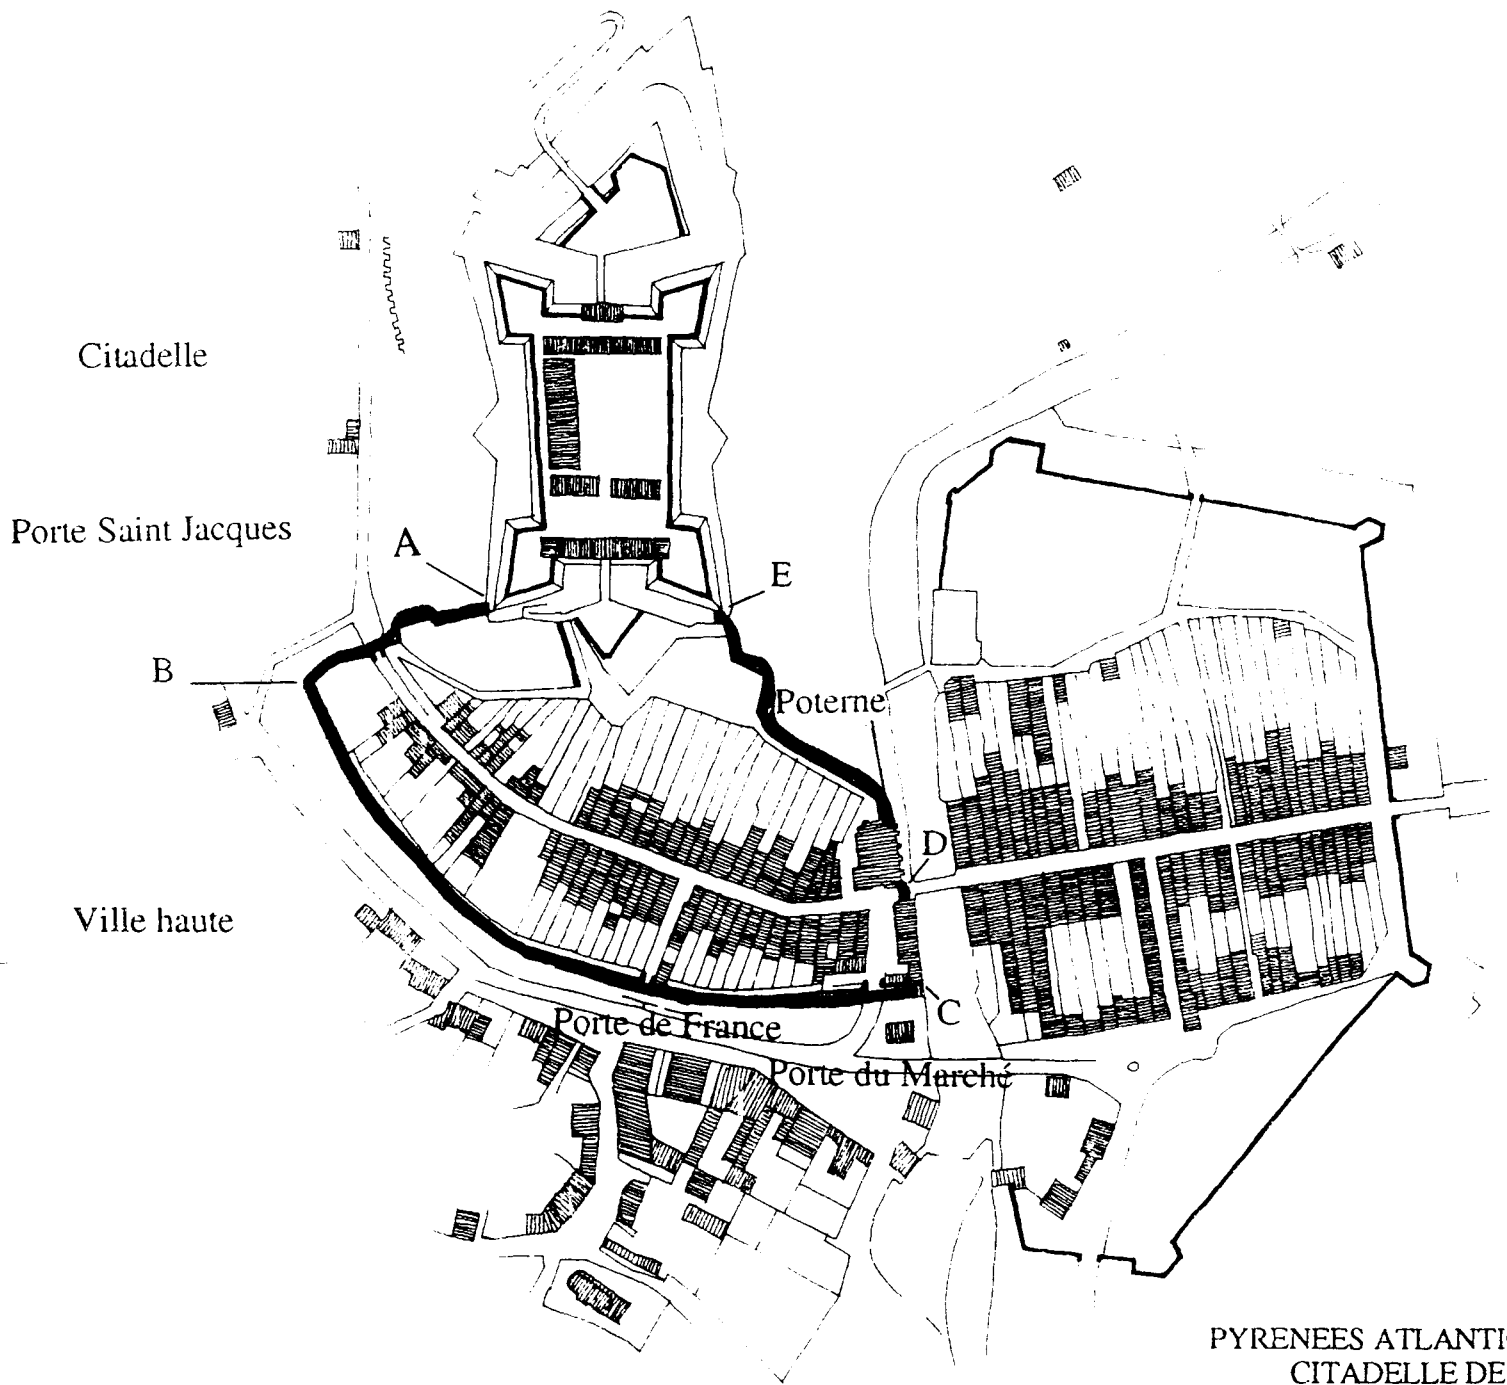 Citadelle
Porte Saint Jacques
A
E
B
Poterne
D
Ville haute
C
Porte de France
Porte du Marché
PYRENEES ATLANTI
CITADELLE DE